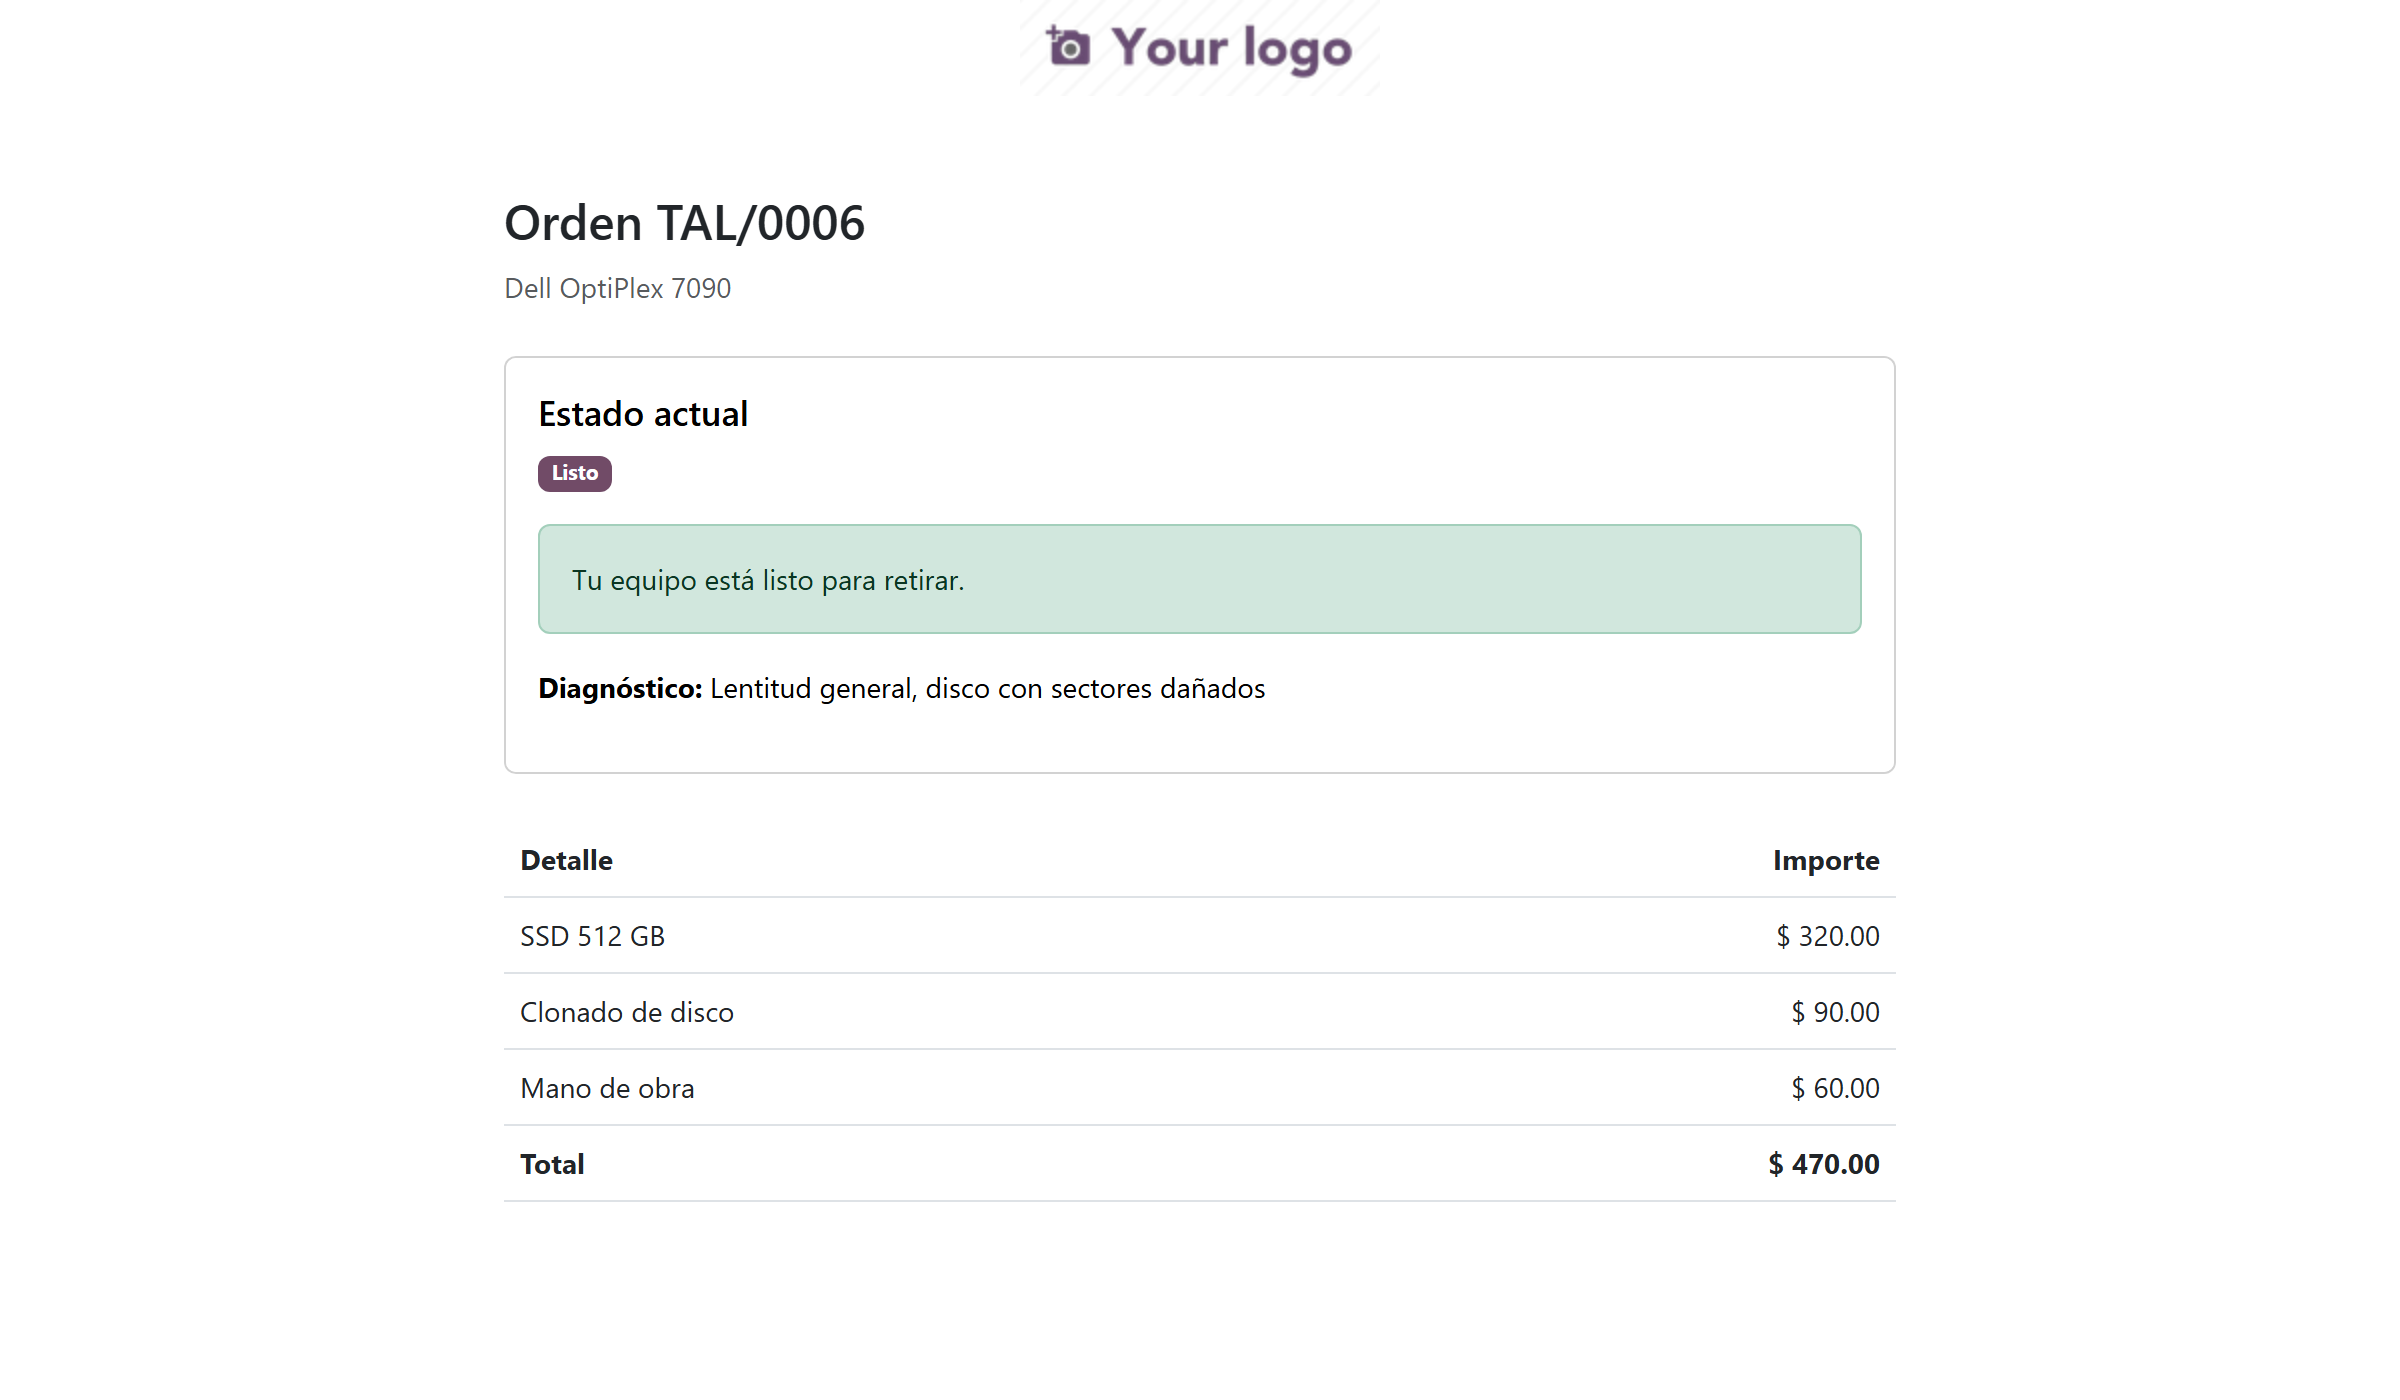 Your logo
Orden TAL/0006
Dell OptiPlex 7090
Estado actual
Listo
Tu equipo está listo para retirar.
Diagnóstico: Lentitud general, disco con sectores dañados
Detalle Importe
SSD 512 GB $ 320.00
Clonado de disco $ 90.00
Mano de obra $ 60.00
Total $ 470.00